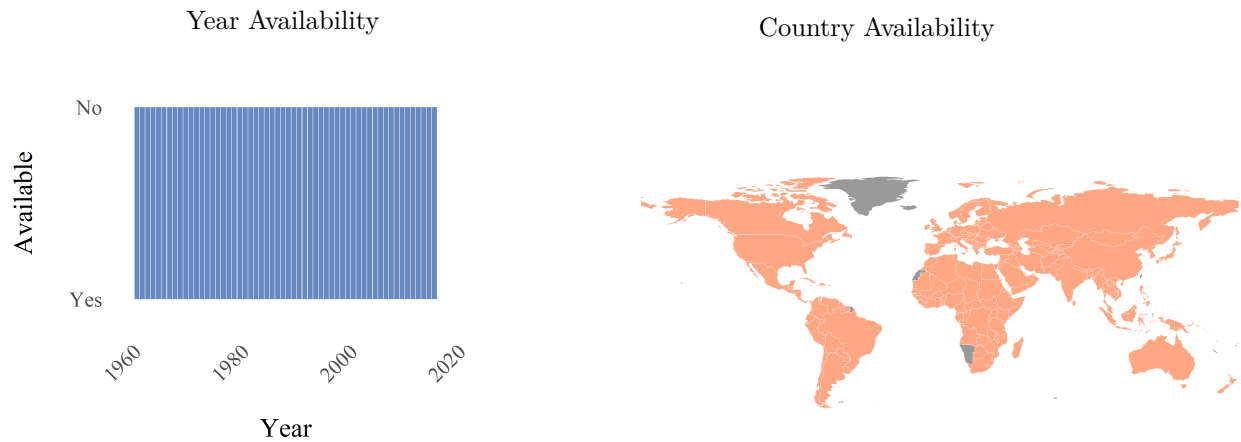 Year Availability
No
Available
Yes
1960
1980
2000
2020
Year
Country Availability